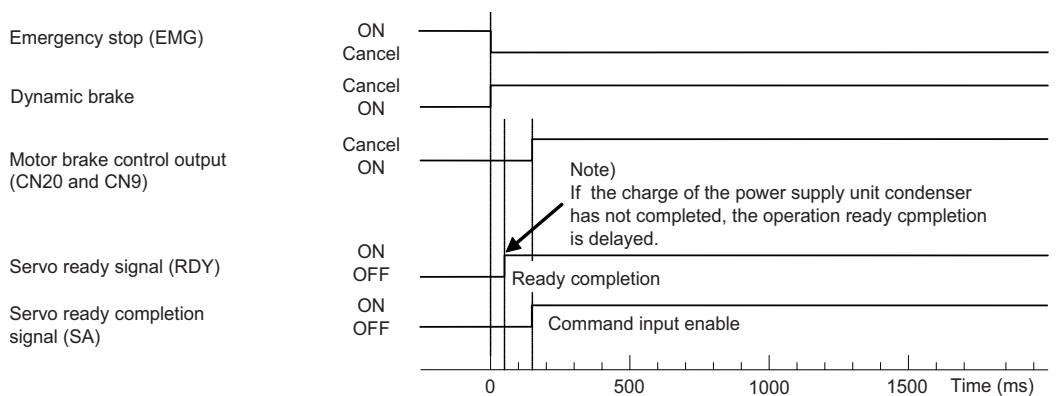 Emergency stop (EMG)
ON
Cancel
Dynamic brake
Cancel
ON
Motor brake control output
(CN20 and CN9)
Cancel
ON
Note)
If the charge of the power supply unit condenser
has not completed, the operation ready cpmpletion
is delayed.
Servo ready signal (RDY)
ON
OFF
Ready completion
Servo ready completion
signal (SA)
ON
OFF
Command input enable
0 500 1000 1500 Time (ms)